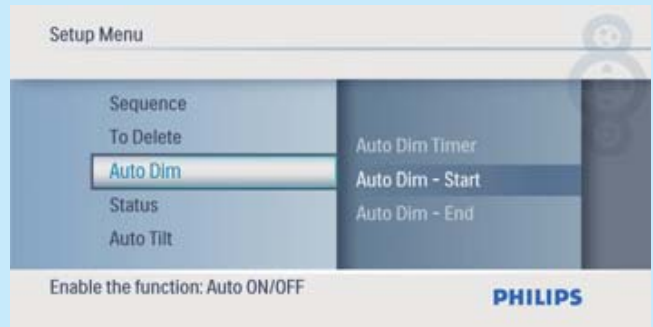 Setup Menu
Sequence
To Delete
Auto Dim
Status
Auto Tilt
Auto Dim Timer
Auto Dim - Start
Auto Dim - End
Enable the function: Auto ON/OFF
PHILIPS